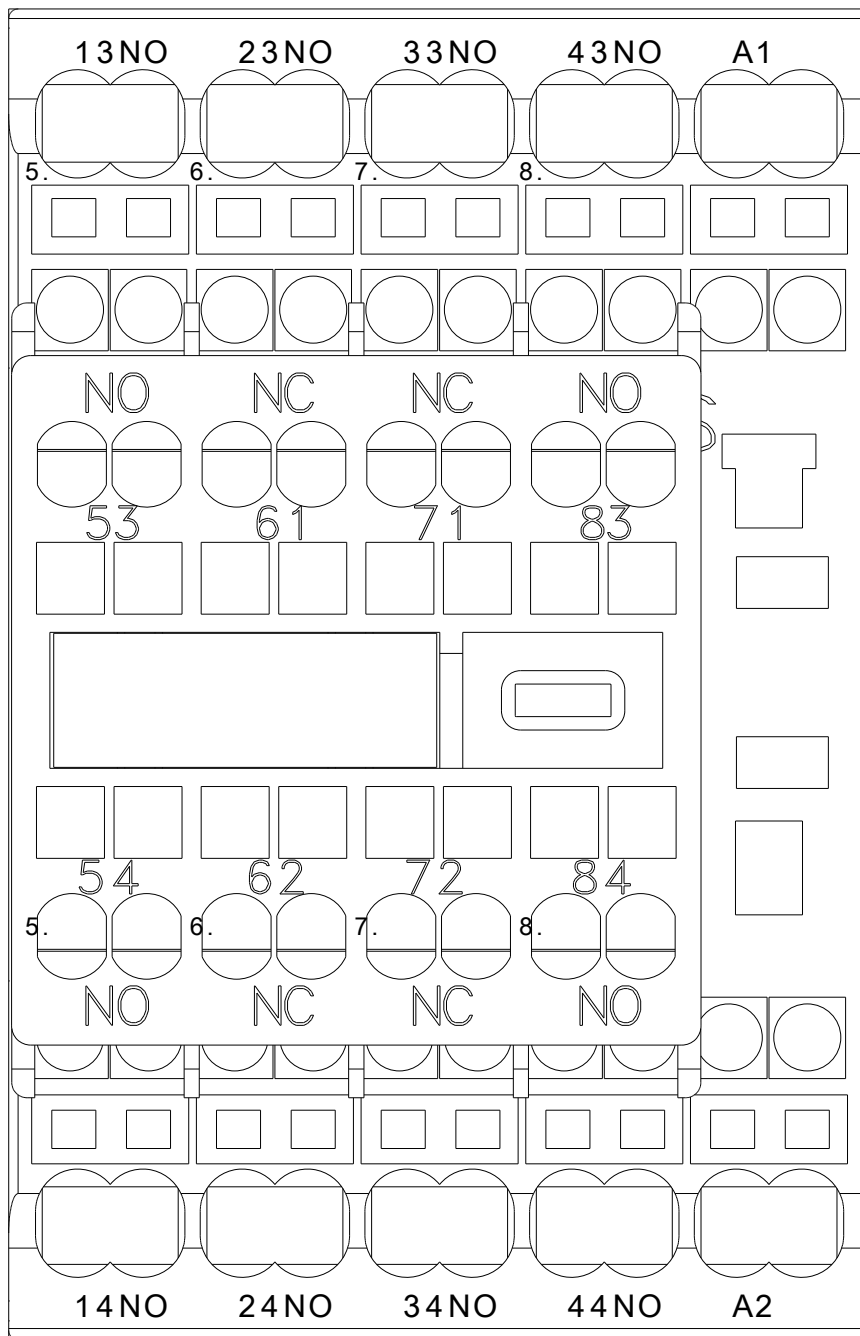 13NO 23NO 33NO 43NO A1
5. 6. 7. 8.
NO NC NC NO
53 61 71 83
54 62 72 84
5. 6. 7. 8.
NO NC NC NO
14NO 24NO 34NO 44NO A2